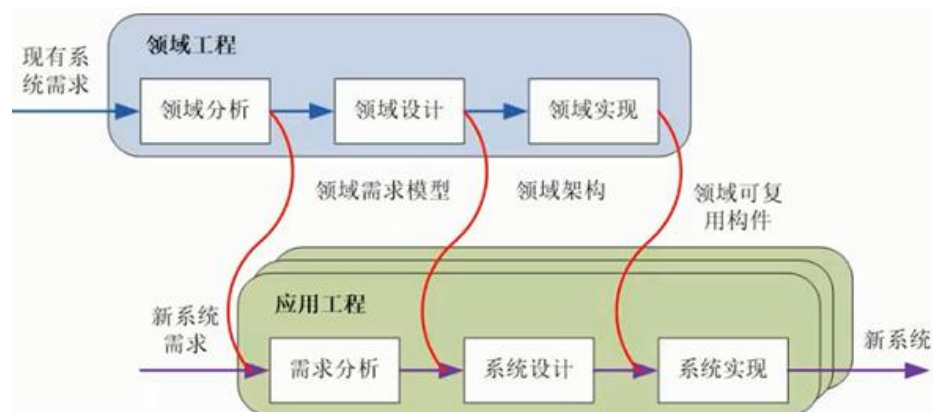 领域工程
现有系
统需求
领域分析
领域设计
领域实现
领域需求模型
领域架构
领域可复
用构件
应用工程
新系统
需求
需求分析
系统设计
系统实现
新系统